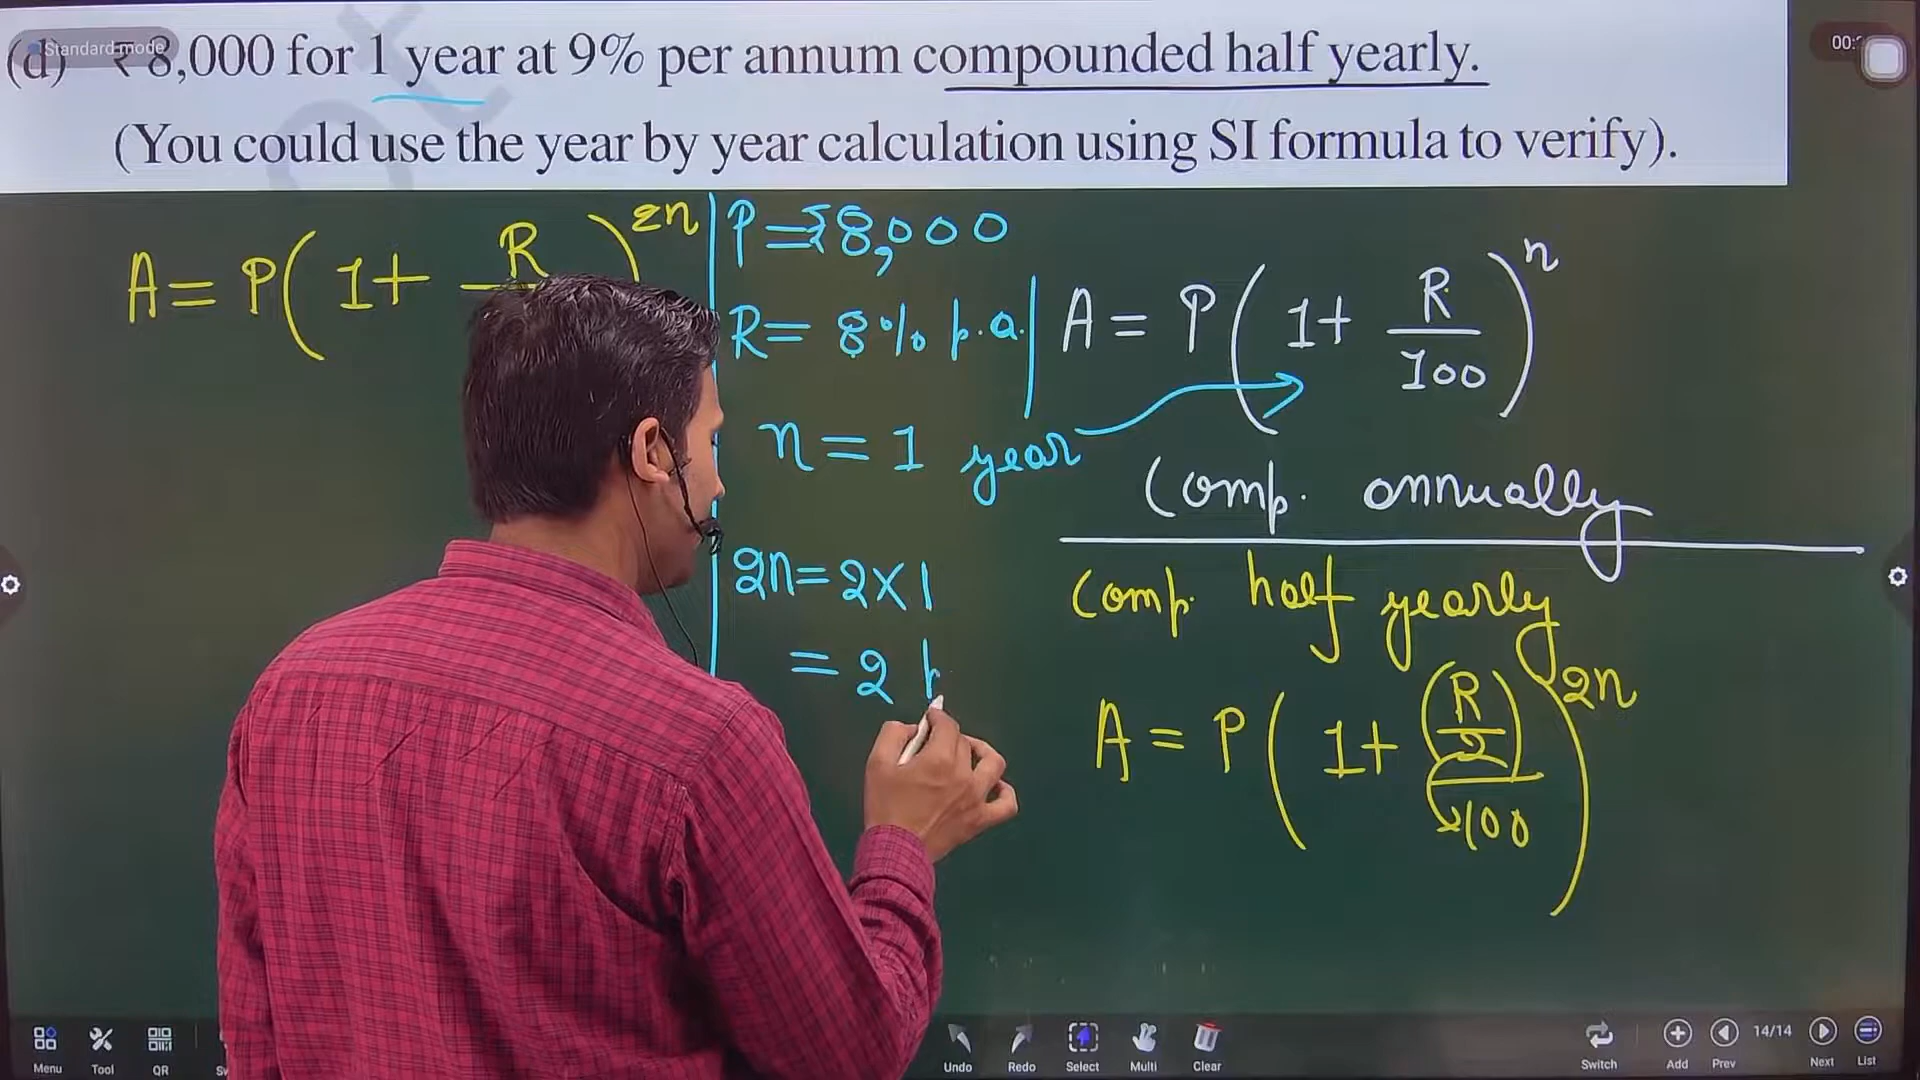 Standard mode
00:
(d) ₹ 8,000 for 1 year at 9% per annum compounded half yearly.
(You could use the year by year calculation using SI formula to verify).
A = P(1 + R ) 2n
P = ₹8,000
R = 8% p.a.
n = 1 year
2n = 2 × 1
= 2 p
A = P(1 + R/100)^n
Comp. annually
Comp. half yearly
A = P(1 + (R/2)/100)^2n
Menu Tool QR Sw Undo Redo Select Multi Clear Switch Add Prev 14/14 Next List